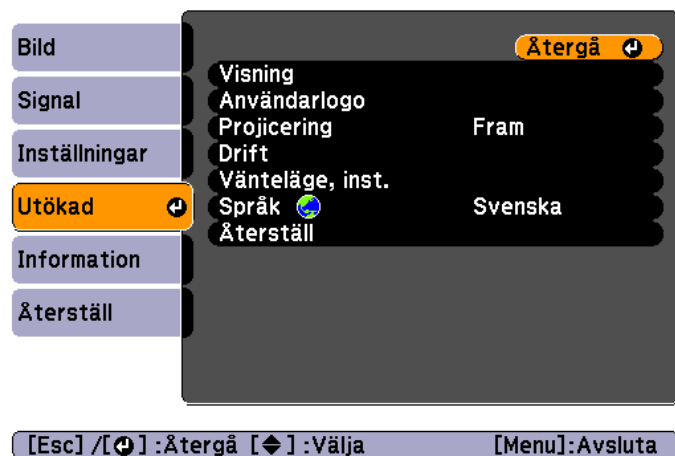 Bild
Signal
Inställningar
Utökad
Information
Återställ
Återgå
Visning
Användarlogo
Projicering Fram
Drift
Vänteläge, inst.
Språk Svenska
Återställ
[Esc] /[ ] :Återgå [ ] :Välja [Menu]:Avsluta